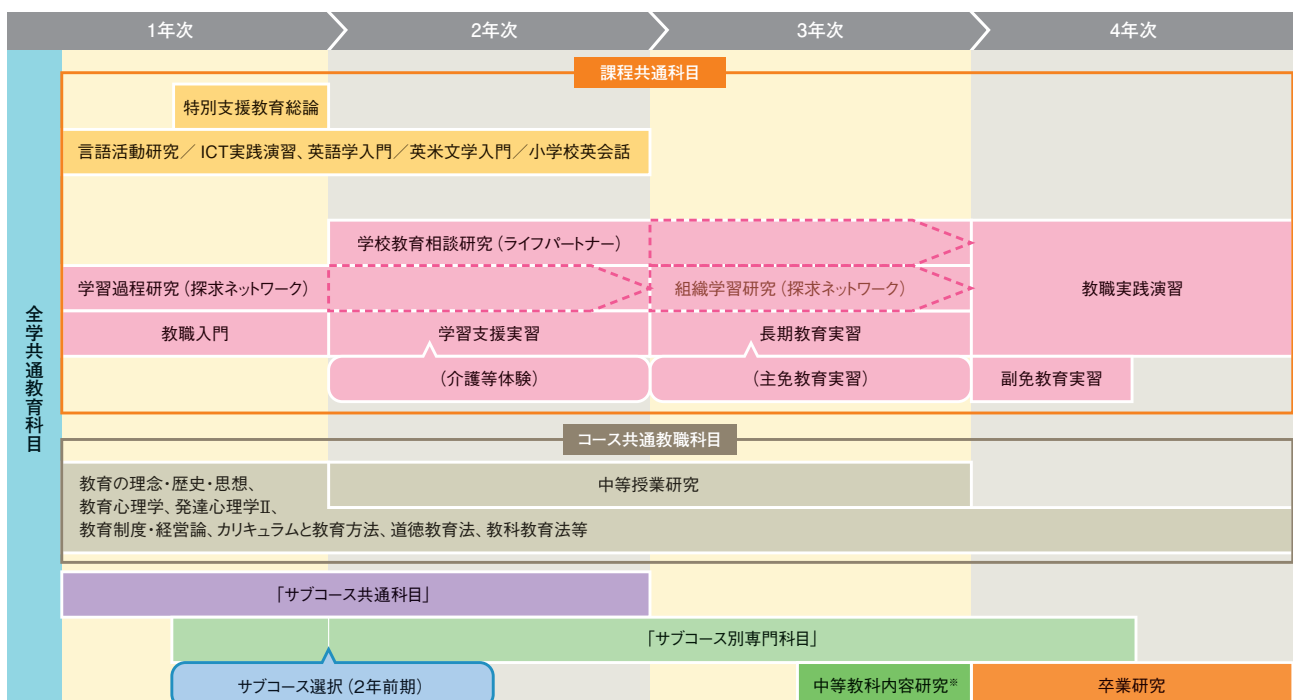 1年次
2年次
3年次
4年次
全学共通教育科目
課程共通科目
特別支援教育総論
言語活動研究／ICT実践演習、英語学入門／英米文学入門／小学校英会話
学校教育相談研究（ライフパートナー）
学習過程研究（探求ネットワーク）
組織学習研究（探求ネットワーク）
教職実践演習
教職入門
学習支援実習
長期教育実習
（介護等体験）
（主免教育実習）
副免教育実習
コース共通教職科目
教育の理念・歴史・思想、
教育心理学、発達心理学Ⅱ、
教育制度・経営論、カリキュラムと教育方法、道徳教育法、教科教育法等
中等授業研究
「サブコース共通科目」
「サブコース別専門科目」
サブコース選択（2年前期）
中等教科内容研究※
卒業研究